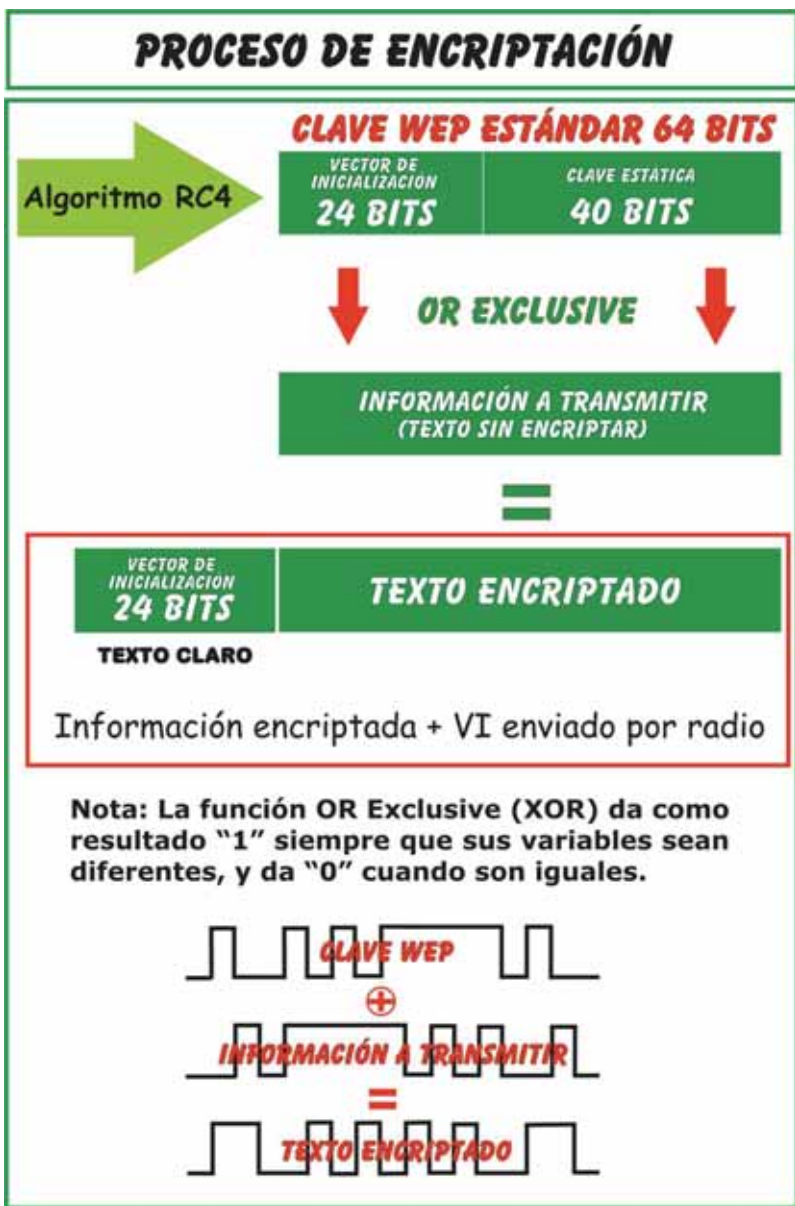 PROCESO DE ENCRIPTACIÓN
CLAVE WEP ESTÁNDAR 64 BITS
Algoritmo RC4
VECTOR DE
INICIALIZACIÓN
24 BITS
CLAVE ESTÁTICA
40 BITS
OR EXCLUSIVE
INFORMACIÓN A TRANSMITIR
(TEXTO SIN ENCRIPTAR)
=
VECTOR DE
INICIALIZACION
24 BITS
TEXTO ENCRIPTADO
TEXTO CLARO
Información encriptada + VI enviado por radio
Nota: La función OR Exclusive (XOR) da como
resultado “1” siempre que sus variables sean
diferentes, y da “0” cuando son iguales.
CLAVE WEP
⊕
INFORMACIÓN A TRANSMITIR
=
TEXTO ENCRIPTADO